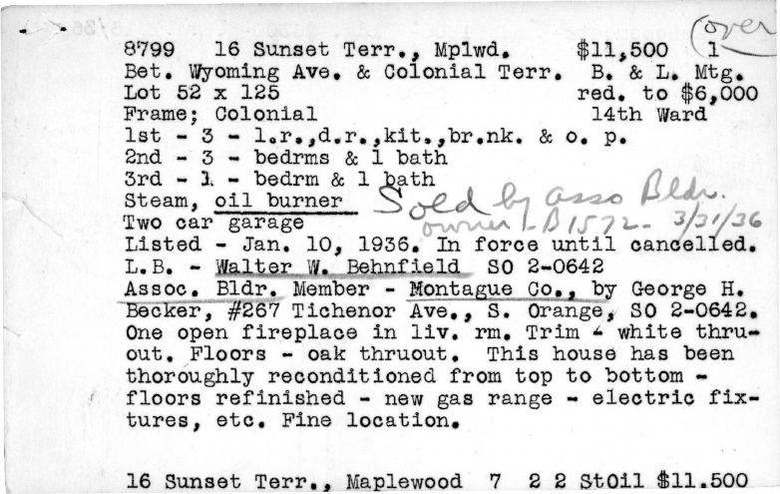 (over)
8799   16 Sunset Terr., Mplwd.   $11,500   1
Bet. Wyoming Ave. & Colonial Terr.   B. & L. Mtg.
Lot 52 x 125   red. to $6,000
Frame; Colonial   14th Ward
1st - 3 - l.r.,d.r.,kit.,br.nk. & o. p.
2nd - 3 - bedrms & 1 bath
3rd - 1 - bedrm & 1 bath
Steam, oil burner
Sold by asso Bldr.
Two car garage
owner - B1572 - 3/31/36
Listed - Jan. 10, 1936. In force until cancelled.
L.B. - Walter W. Behnfield  SO 2-0642
Assoc. Bldr. Member - Montague Co., by George H.
Becker, #267 Tichenor Ave., S. Orange, SO 2-0642.
One open fireplace in liv. rm. Trim - white thru-
out. Floors - oak thruout.  This house has been
thoroughly reconditioned from top to bottom -
floors refinished - new gas range - electric fix-
tures, etc. Fine location.
16 Sunset Terr., Maplewood  7  2 2 StOil $11.500